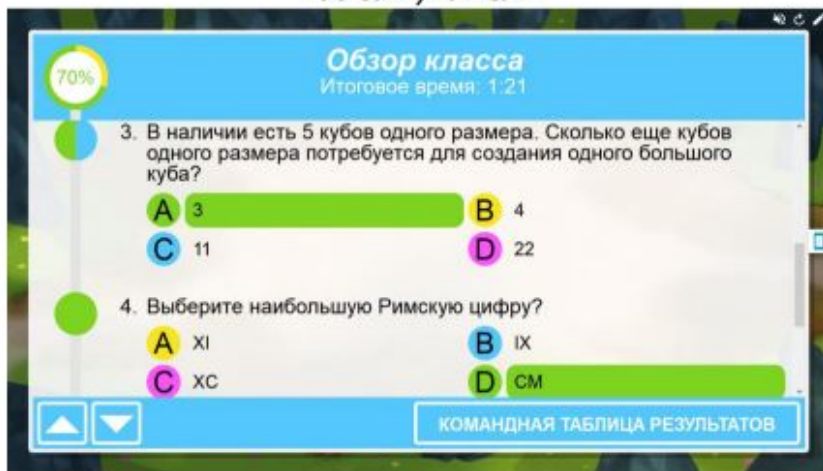 70%
Обзор класса
Итоговое время: 1:21
3. В наличии есть 5 кубов одного размера. Сколько еще кубов
одного размера потребуется для создания одного большого
куба?
A 3
B 4
C 11
D 22
4. Выберите наибольшую Римскую цифру?
A XI
B IX
C XC
D CM
КОМАНДНАЯ ТАБЛИЦА РЕЗУЛЬТАТОВ